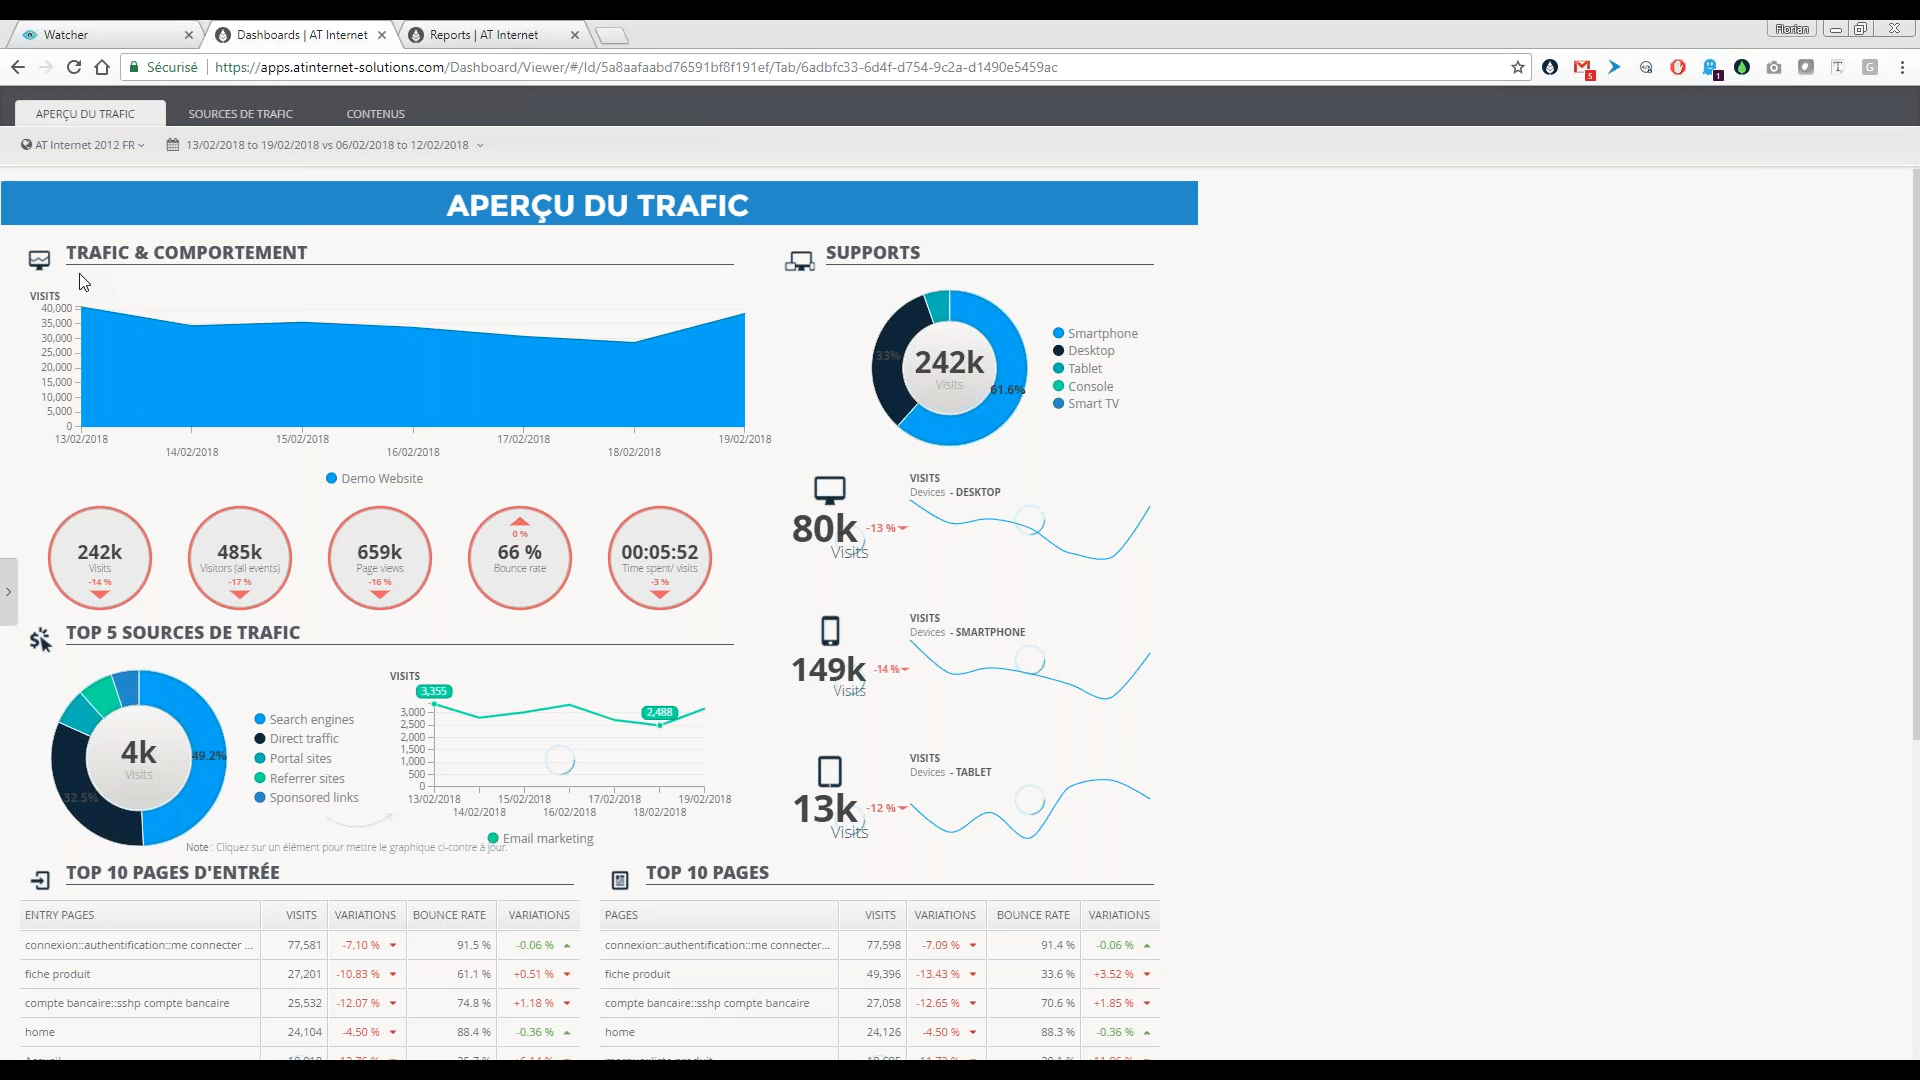 Watcher
Dashboards | AT Internet
Reports | AT Internet
Florian
Sécurisé
https://apps.atinternet-solutions.com/Dashboard/Viewer/#/Id/5a8aafaabd76591bf8f191ef/Tab/6adbfc33-6d4f-d754-9c2a-d1490e5459ac
5
1
T
G
APERÇU DU TRAFIC
SOURCES DE TRAFIC
CONTENUS
AT Internet 2012 FR
13/02/2018 to 19/02/2018 vs 06/02/2018 to 12/02/2018
APERÇU DU TRAFIC
TRAFIC & COMPORTEMENT
VISITS
40,000
35,000
30,000
25,000
20,000
15,000
10,000
5,000
0
13/02/2018
14/02/2018
15/02/2018
16/02/2018
17/02/2018
18/02/2018
19/02/2018
Demo Website
242k
Visits
-14 %
485k
Visitors (all events)
-17 %
659k
Page views
-16 %
0 %
66 %
Bounce rate
00:05:52
Time spent/ visits
-3 %
SUPPORTS
33%
242k
Visits
61.6%
Smartphone
Desktop
Tablet
Console
Smart TV
80k
Visits
-13 %
VISITS
Devices - DESKTOP
149k
Visits
-14 %
VISITS
Devices - SMARTPHONE
13k
Visits
-12 %
VISITS
Devices - TABLET
TOP 5 SOURCES DE TRAFIC
4k
Visits
49.2%
32.5%
Search engines
Direct traffic
Portal sites
Referrer sites
Sponsored links
VISITS
3,355
2,488
3,000
2,500
2,000
1,500
1,000
500
0
13/02/2018
14/02/2018
15/02/2018
16/02/2018
17/02/2018
18/02/2018
19/02/2018
Email marketing
Note : Cliquez sur un élément pour mettre le graphique ci-contre à jour.
TOP 10 PAGES D'ENTRÉE
ENTRY PAGES VISITS VARIATIONS BOUNCE RATE VARIATIONS
connexion::authentification::me connecter ... 77,581 -7.10 % 91.5 % -0.06 %
fiche produit 27,201 -10.83 % 61.1 % +0.51 %
compte bancaire::sshp compte bancaire 25,532 -12.07 % 74.8 % +1.18 %
home 24,104 -4.50 % 88.4 % -0.36 %
TOP 10 PAGES
PAGES VISITS VARIATIONS BOUNCE RATE VARIATIONS
connexion::authentification::me connecter... 77,598 -7.09 % 91.4 % -0.06 %
fiche produit 49,396 -13.43 % 33.6 % +3.52 %
compte bancaire::sshp compte bancaire 27,058 -12.65 % 70.6 % +1.85 %
home 24,126 -4.50 % 88.3 % -0.36 %